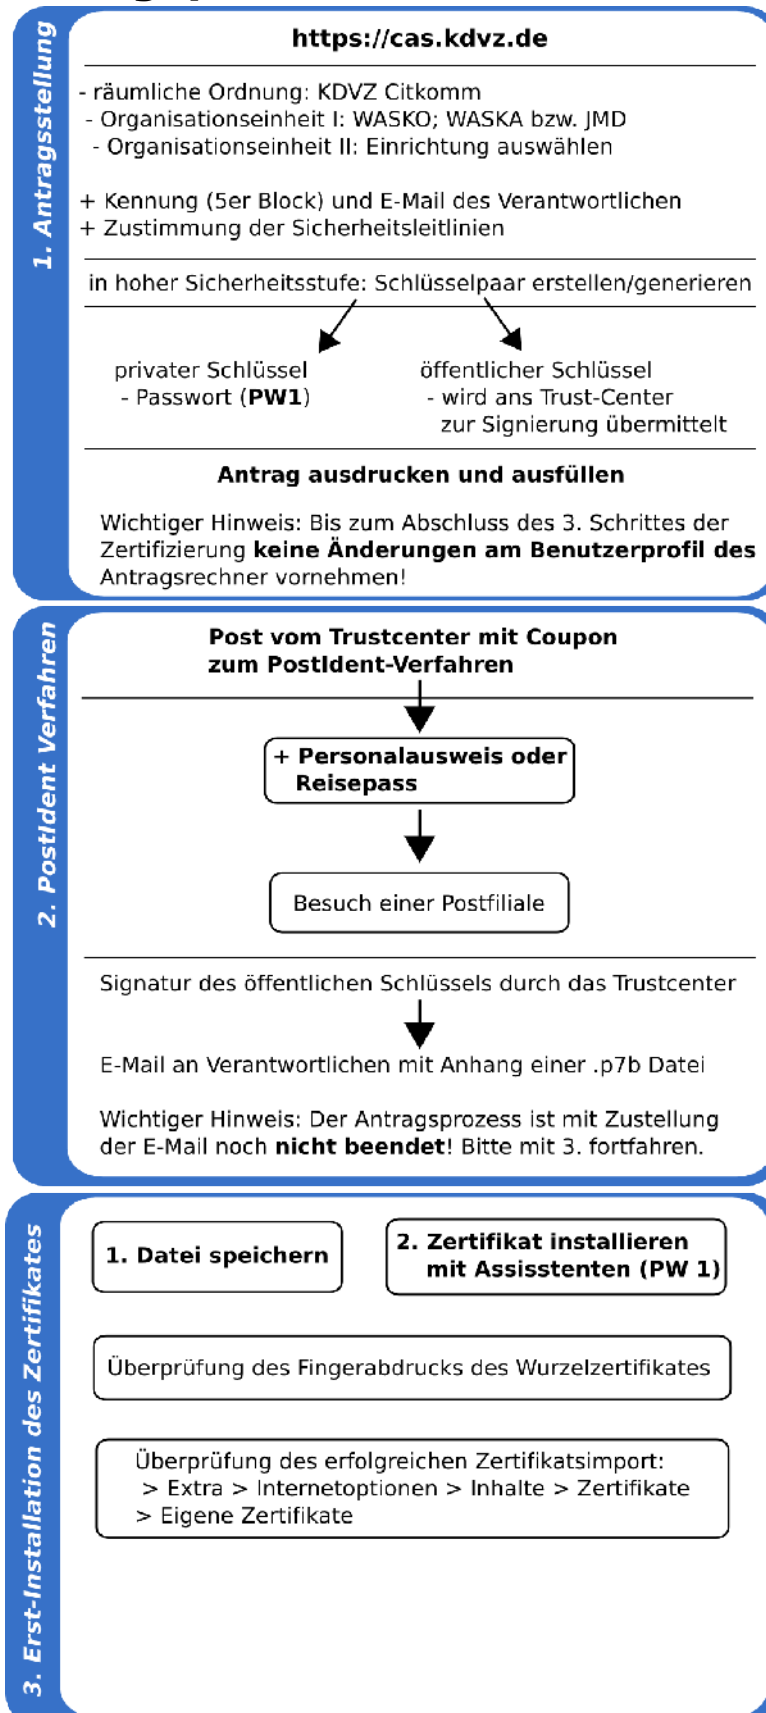 1. Antragsstellung
https://cas.kdvz.de
- räumliche Ordnung: KDVZ Citkomm
- Organisationseinheit I: WASKO; WASKA bzw. JMD
- Organisationseinheit II: Einrichtung auswählen
+ Kennung (5er Block) und E-Mail des Verantwortlichen
+ Zustimmung der Sicherheitsleitlinien
in hoher Sicherheitsstufe: Schlüsselpaar erstellen/generieren
privater Schlüssel
- Passwort (PW1)
öffentlicher Schlüssel
- wird ans Trust-Center
zur Signierung übermittelt
Antrag ausdrucken und ausfüllen
Wichtiger Hinweis: Bis zum Abschluss des 3. Schrittes der
Zertifizierung keine Änderungen am Benutzerprofil des
Antragsrechner vornehmen!
2. PostIdent Verfahren
Post vom Trustcenter mit Coupon
zum PostIdent-Verfahren
+ Personalausweis oder
Reisepass
Besuch einer Postfiliale
Signatur des öffentlichen Schlüssels durch das Trustcenter
E-Mail an Verantwortlichen mit Anhang einer .p7b Datei
Wichtiger Hinweis: Der Antragsprozess ist mit Zustellung
der E-Mail noch nicht beendet! Bitte mit 3. fortfahren.
3. Erst-Installation des Zertifikates
1. Datei speichern
2. Zertifikat installieren
mit Assisstenten (PW 1)
Überprüfung des Fingerabdrucks des Wurzelzertifikates
Überprüfung des erfolgreichen Zertifikatsimport:
> Extra > Internetoptionen > Inhalte > Zertifikate
> Eigene Zertifikate